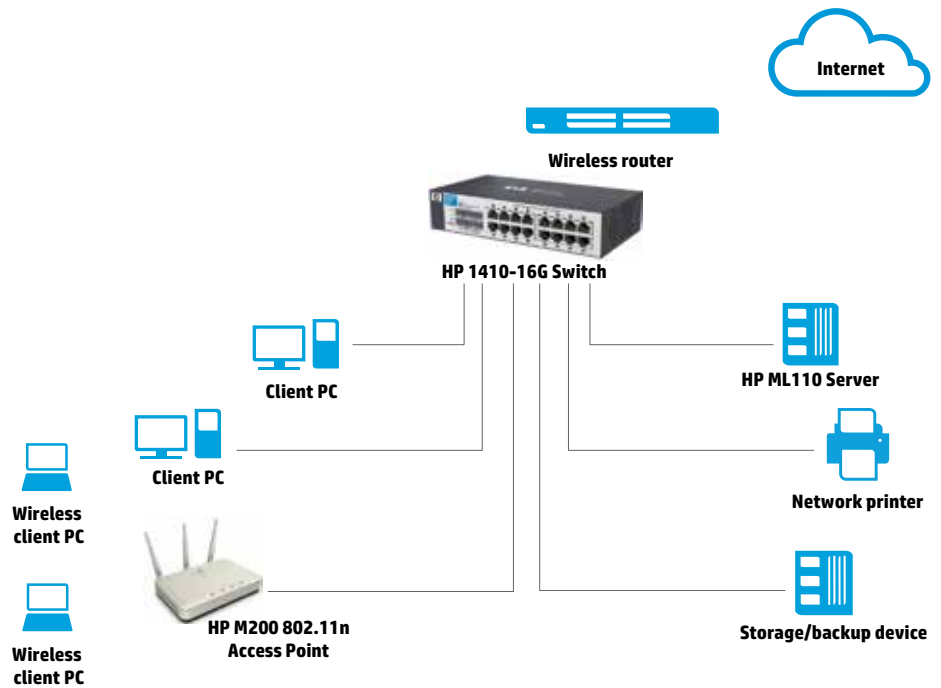 Internet
Wireless router
HP 1410-16G Switch
Client PC
HP ML110 Server
Client PC
Network printer
Wireless
client PC
HP M200 802.11n
Access Point
Storage/backup device
Wireless
client PC